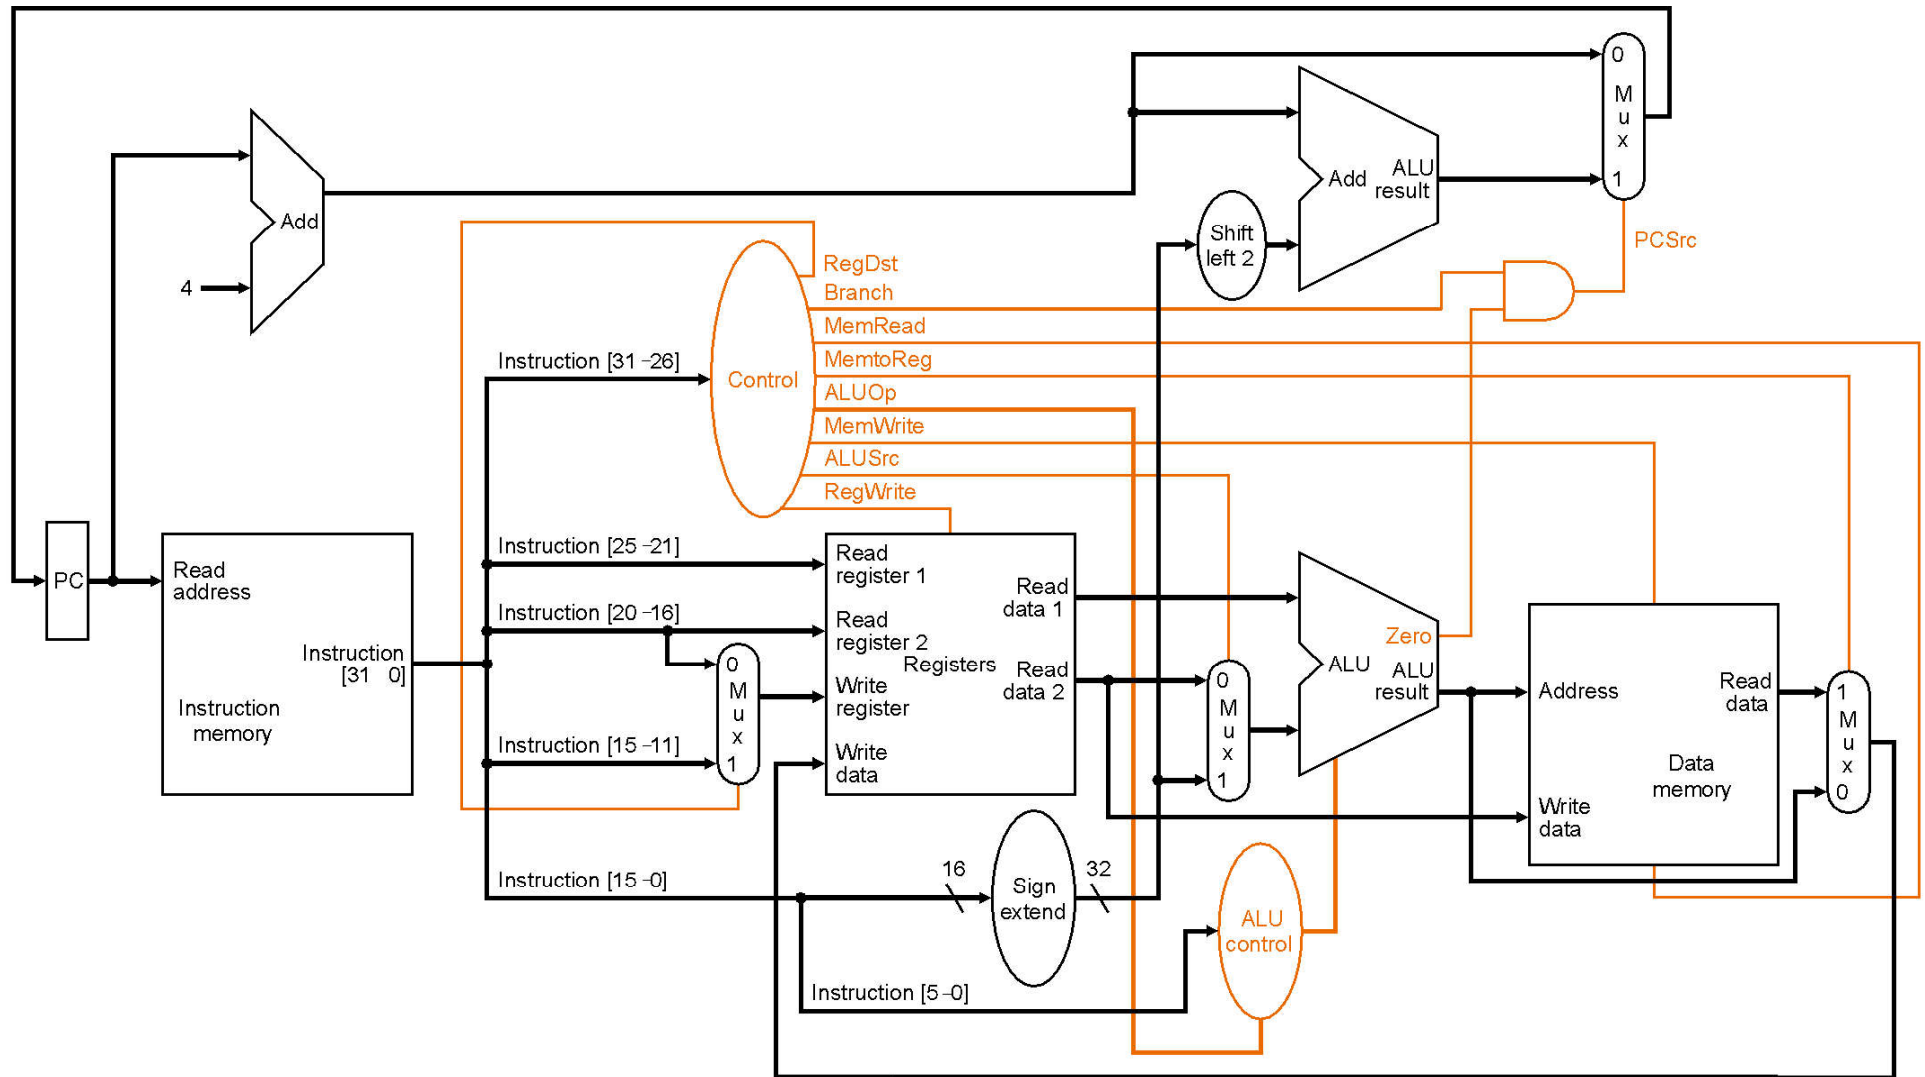 0
M
u
x
1
Add
ALU
result
Shift
left 2
PCSrc
Add
4
RegDst
Branch
MemRead
MemtoReg
ALUOp
MemWrite
ALUSrc
RegWrite
Control
Instruction [31–26]
Instruction [25–21]
Instruction [20–16]
Instruction [15–11]
Instruction [15–0]
Instruction [5–0]
PC
Read
address
Instruction
[31 0]
Instruction
memory
0
M
u
x
1
Read
register 1
Read
register 2
Write
register
Write
data
Registers
Read
data 1
Read
data 2
0
M
u
x
1
Zero
ALU
ALU
result
Address
Write
data
Read
data
Data
memory
1
M
u
x
0
16
Sign
extend
32
ALU
control